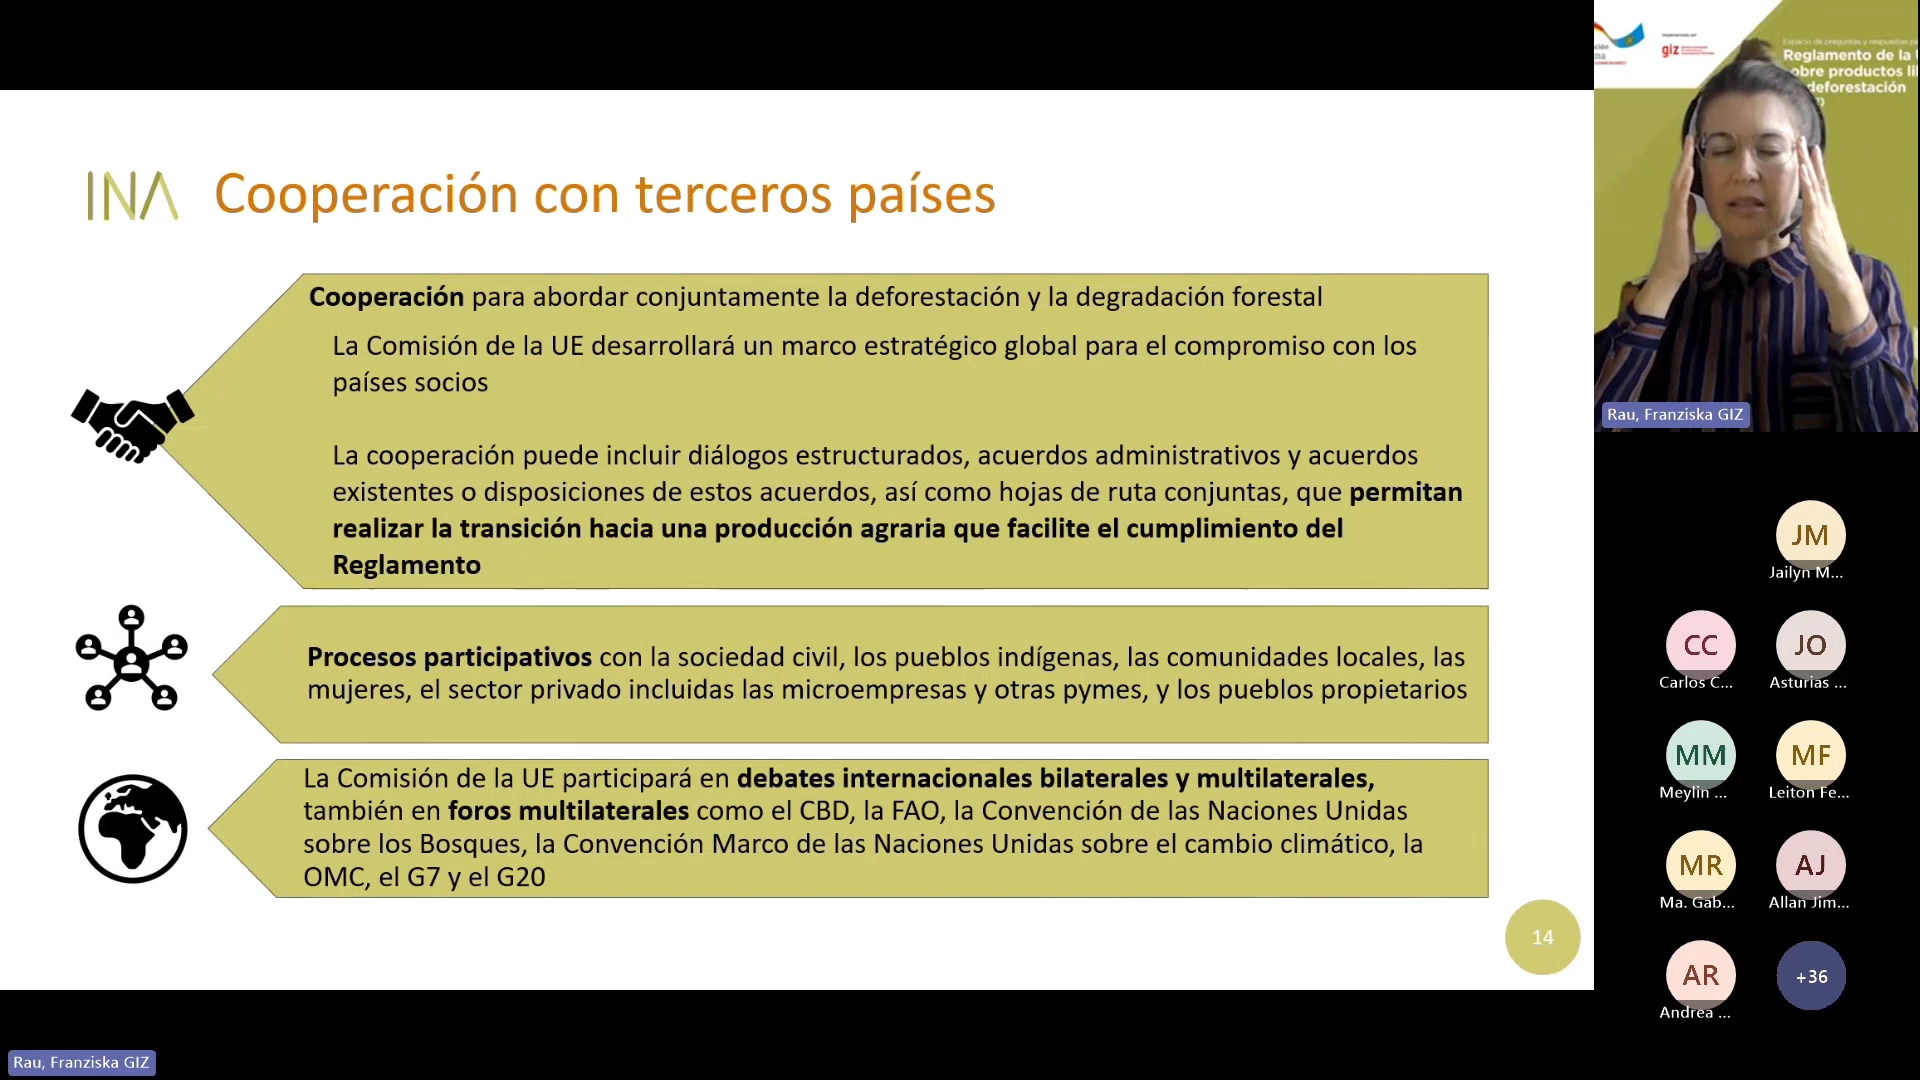 INA Cooperación con terceros países
Cooperación para abordar conjuntamente la deforestación y la degradación forestal
La Comisión de la UE desarrollará un marco estratégico global para el compromiso con los
países socios
La cooperación puede incluir diálogos estructurados, acuerdos administrativos y acuerdos
existentes o disposiciones de estos acuerdos, así como hojas de ruta conjuntas, que permitan
realizar la transición hacia una producción agraria que facilite el cumplimiento del
Reglamento
Procesos participativos con la sociedad civil, los pueblos indígenas, las comunidades locales, las
mujeres, el sector privado incluidas las microempresas y otras pymes, y los pueblos propietarios
La Comisión de la UE participará en debates internacionales bilaterales y multilaterales,
también en foros multilaterales como el CBD, la FAO, la Convención de las Naciones Unidas
sobre los Bosques, la Convención Marco de las Naciones Unidas sobre el cambio climático, la
OMC, el G7 y el G20
14
giz
Espacio de preguntas y respuestas
Reglamento de la
obre productos li
deforestación
Rau, Franziska GIZ
JM
Jailyn M...
CC JO
Carlos C... Asturias ...
MM MF
Meylin ... Leiton Fe...
MR AJ
Ma. Gab... Allan Jim...
AR +36
Andrea ...
Rau, Franziska GIZ